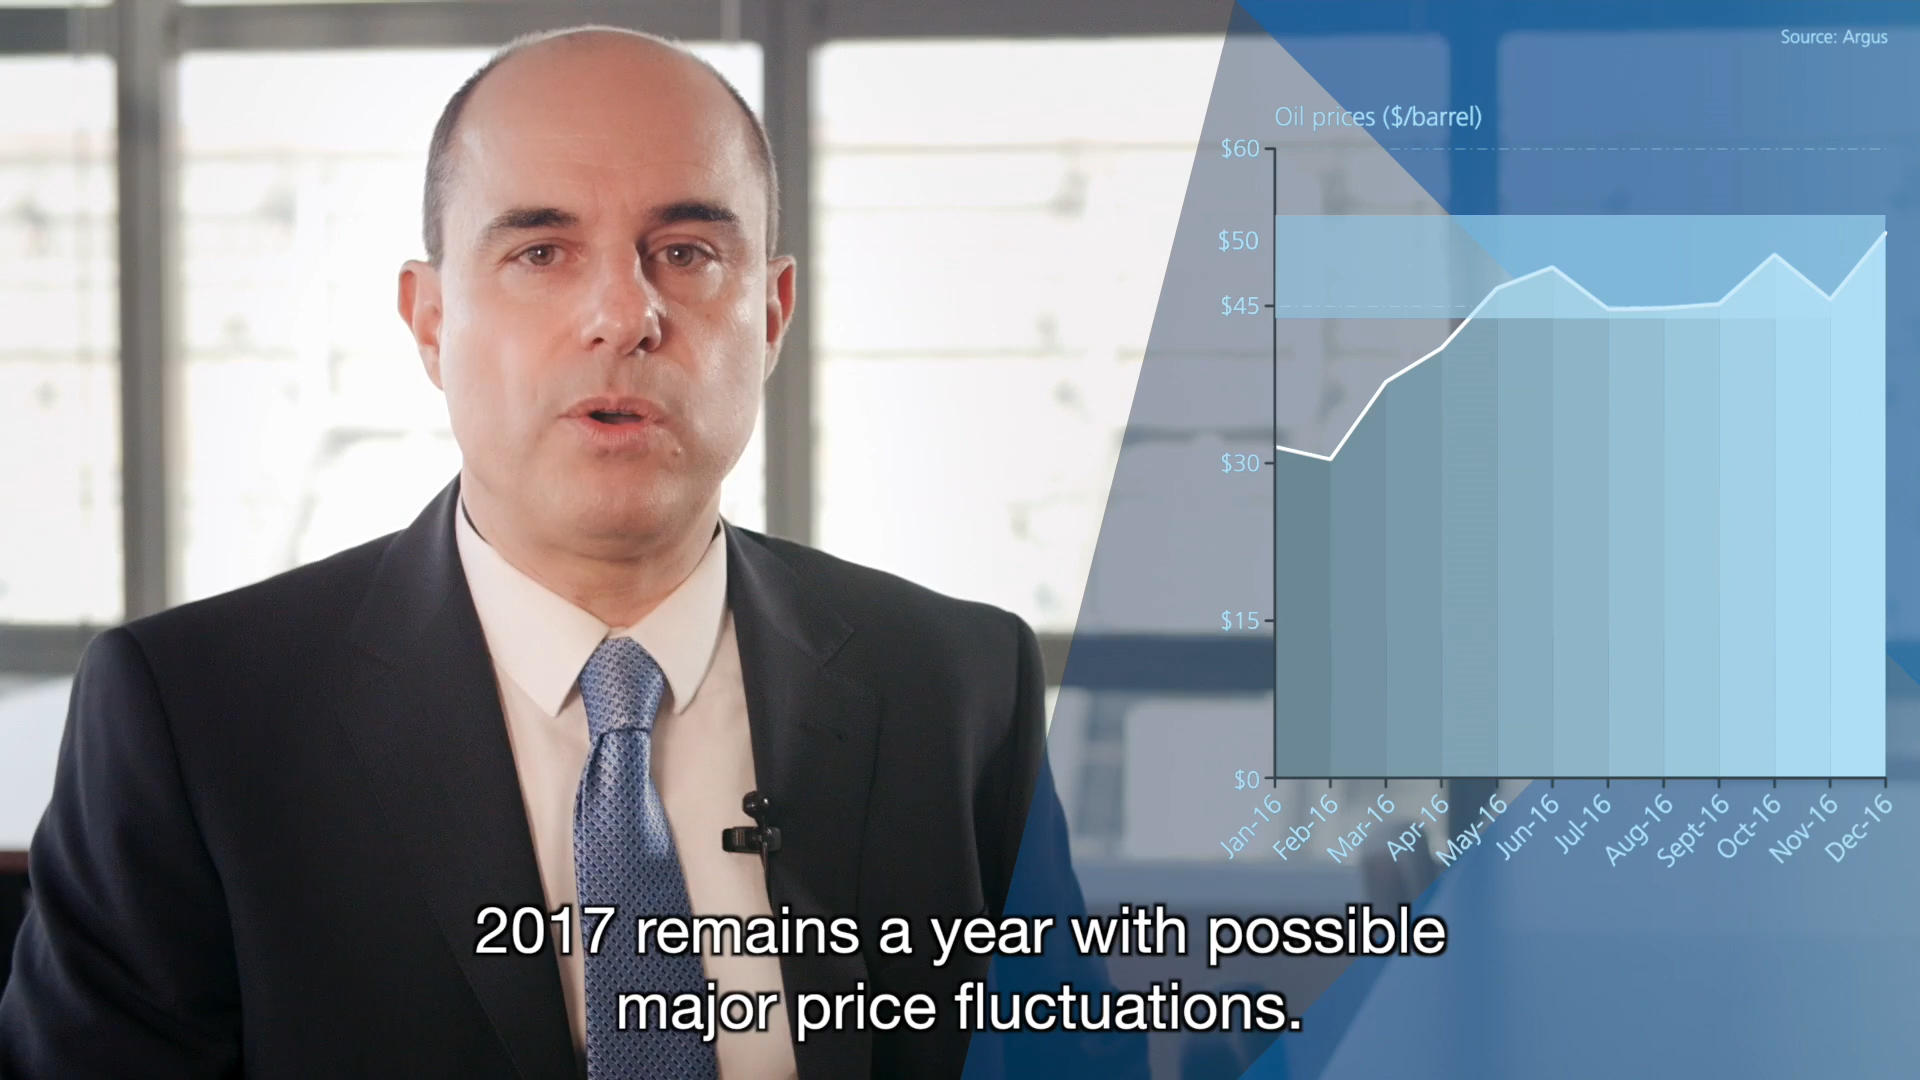 Source: Argus
Oil prices ($/barrel)
$60
$50
$45
$30
$15
$0
Jan-16
Feb-16
Mar-16
Apr-16
May-16
Jun-16
Jul-16
Aug-16
Sept-16
Oct-16
Nov-16
Dec-16
2017 remains a year with possible
major price fluctuations.